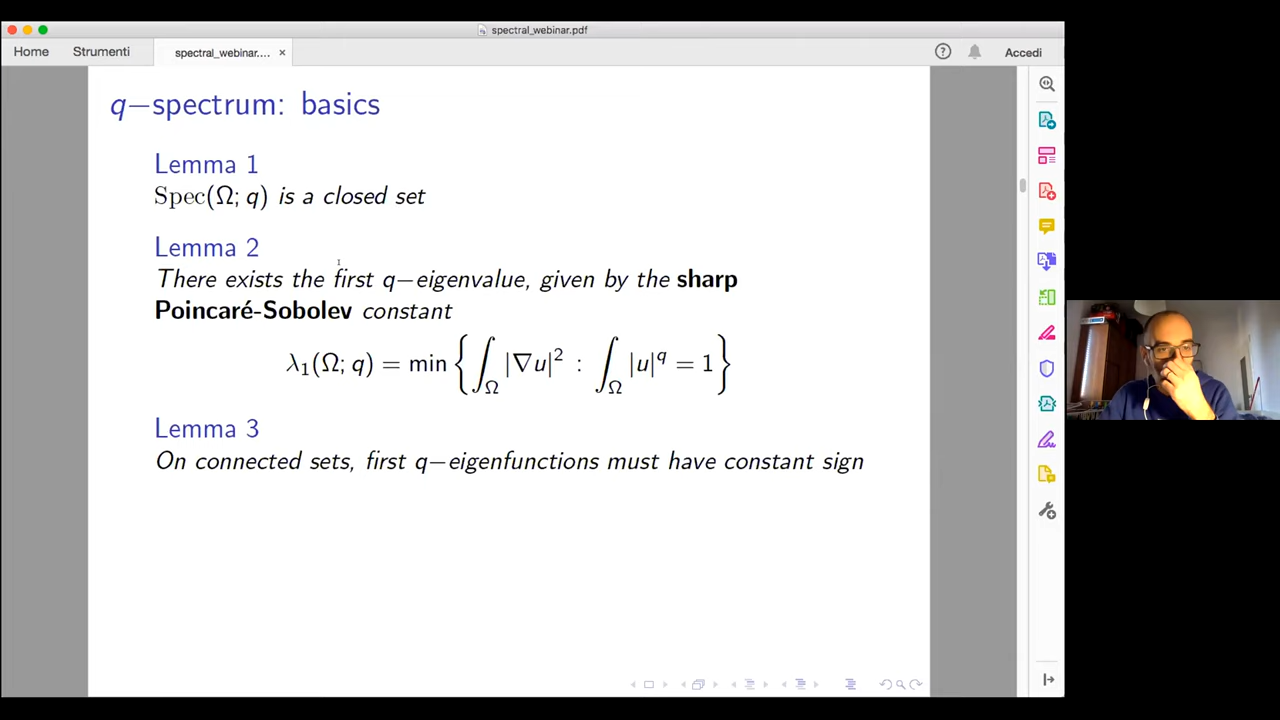 spectral_webinar.pdf
Home Strumenti spectral_webinar.... × Accedi
q−spectrum: basics
Lemma 1
Spec(Ω; q) is a closed set
Lemma 2
There exists the first q−eigenvalue, given by the sharp
Poincaré-Sobolev constant
λ₁(Ω; q) = min { ∫_Ω |∇u|² : ∫_Ω |u|^q = 1 }
Lemma 3
On connected sets, first q−eigenfunctions must have constant sign